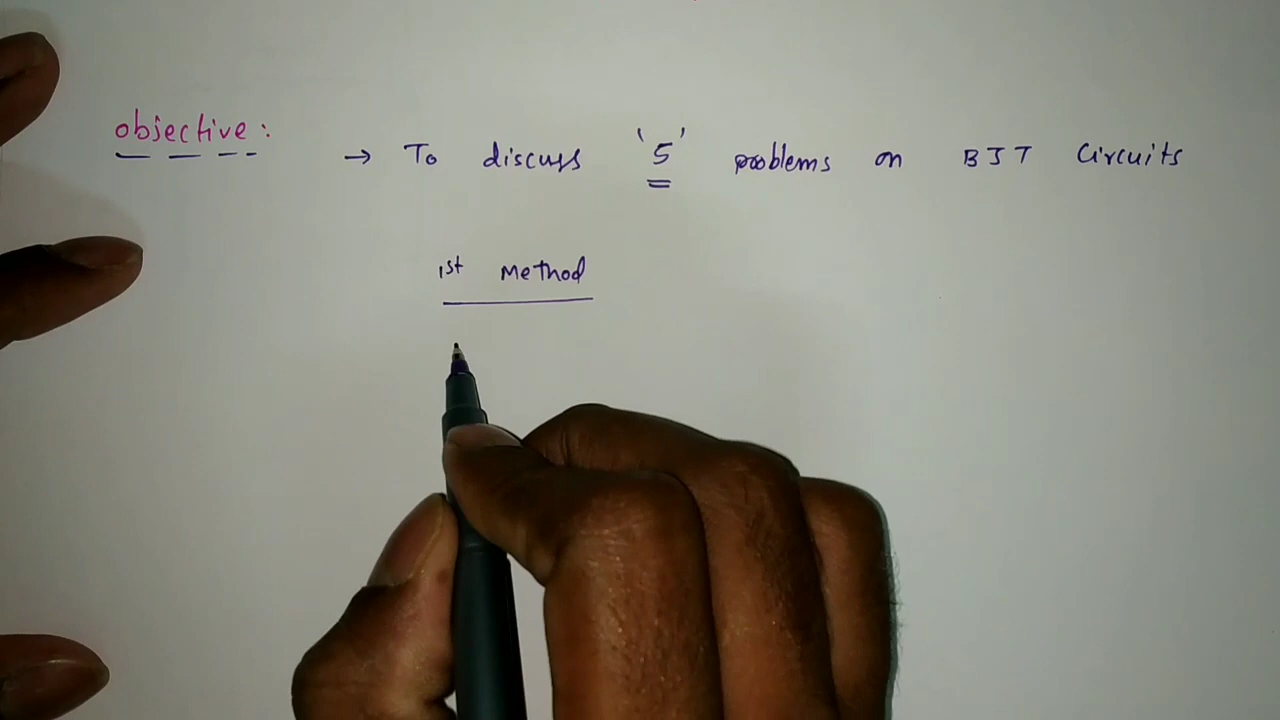 objective: → To discuss '5' problems on BJT Circuits
1st Method